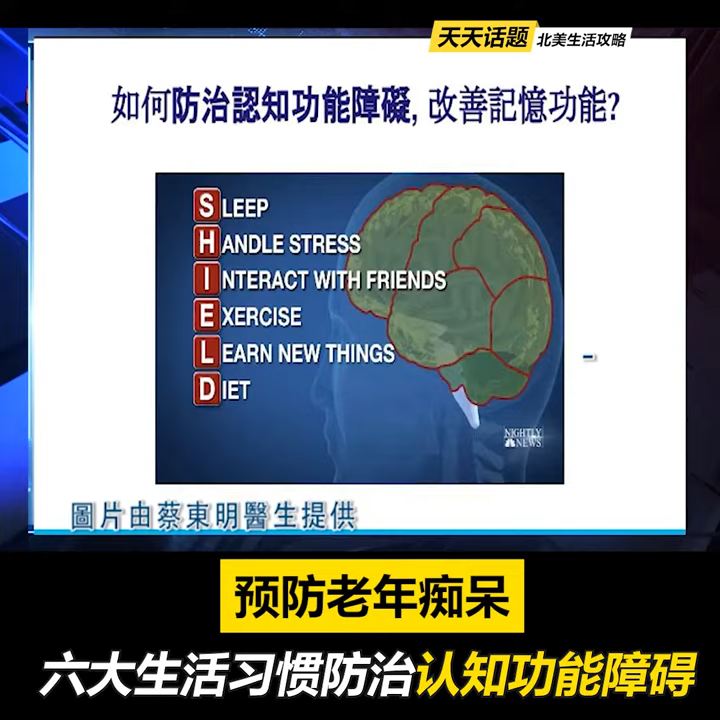 天天话题 北美生活攻略
如何防治認知功能障礙, 改善記憶功能?
SLEEP
HANDLE STRESS
INTERACT WITH FRIENDS
EXERCISE
LEARN NEW THINGS
DIET
NIGHTLY
NEWS
圖片由蔡東明醫生提供
预防老年痴呆
六大生活习惯防治认知功能障碍